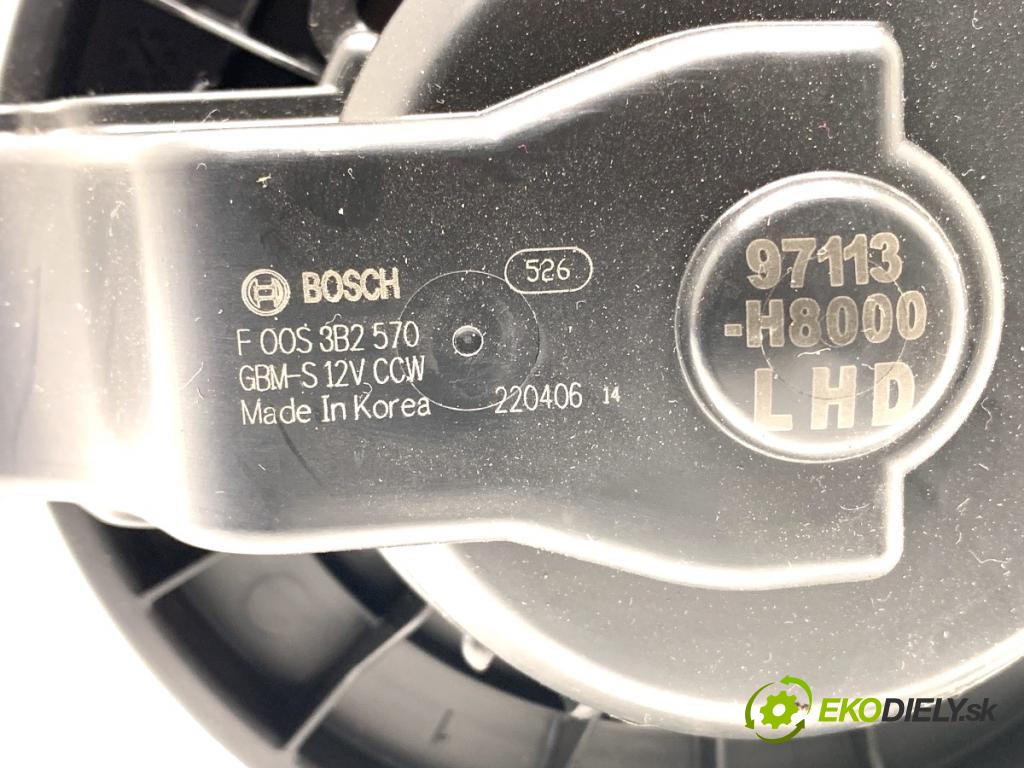 BOSCH
526
F 00S 3B2 570
GBM-S 12V CCW
Made In Korea 220406 14
97113
-H8000
LHD
EKODIELY.sk